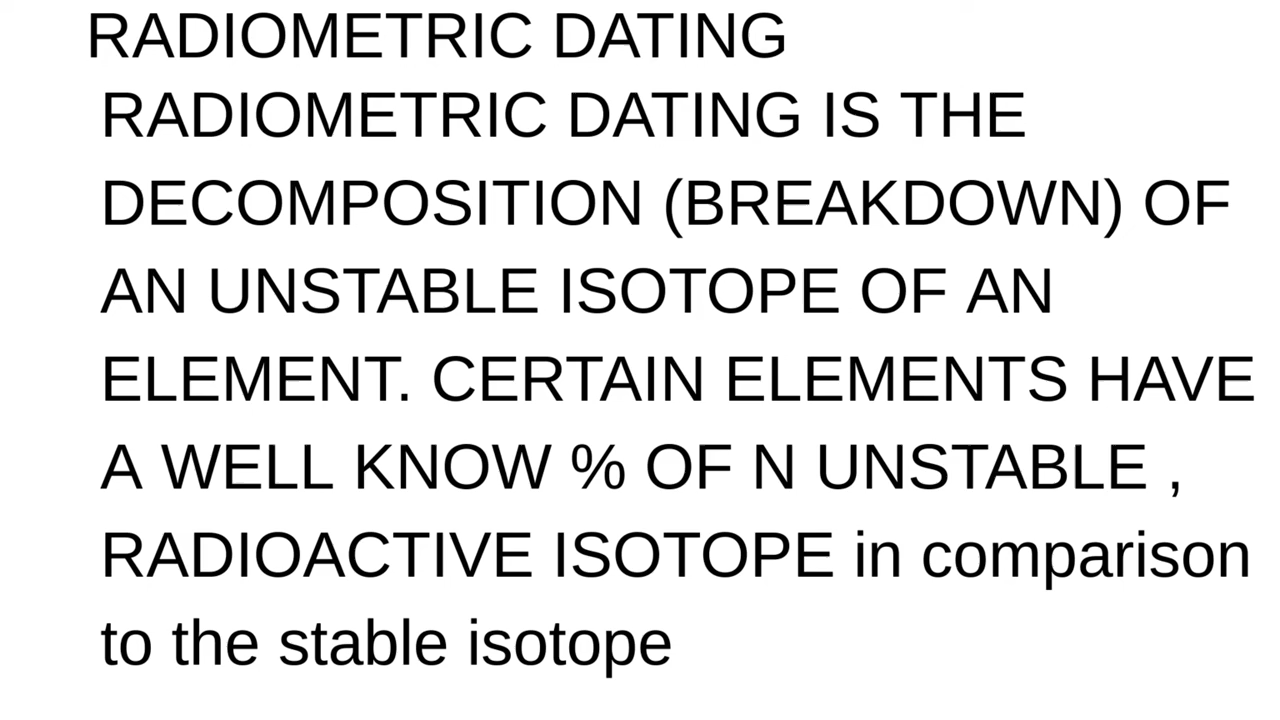 RADIOMETRIC DATING
RADIOMETRIC DATING IS THE
DECOMPOSITION (BREAKDOWN) OF
AN UNSTABLE ISOTOPE OF AN
ELEMENT. CERTAIN ELEMENTS HAVE
A WELL KNOW % OF N UNSTABLE ,
RADIOACTIVE ISOTOPE in comparison
to the stable isotope